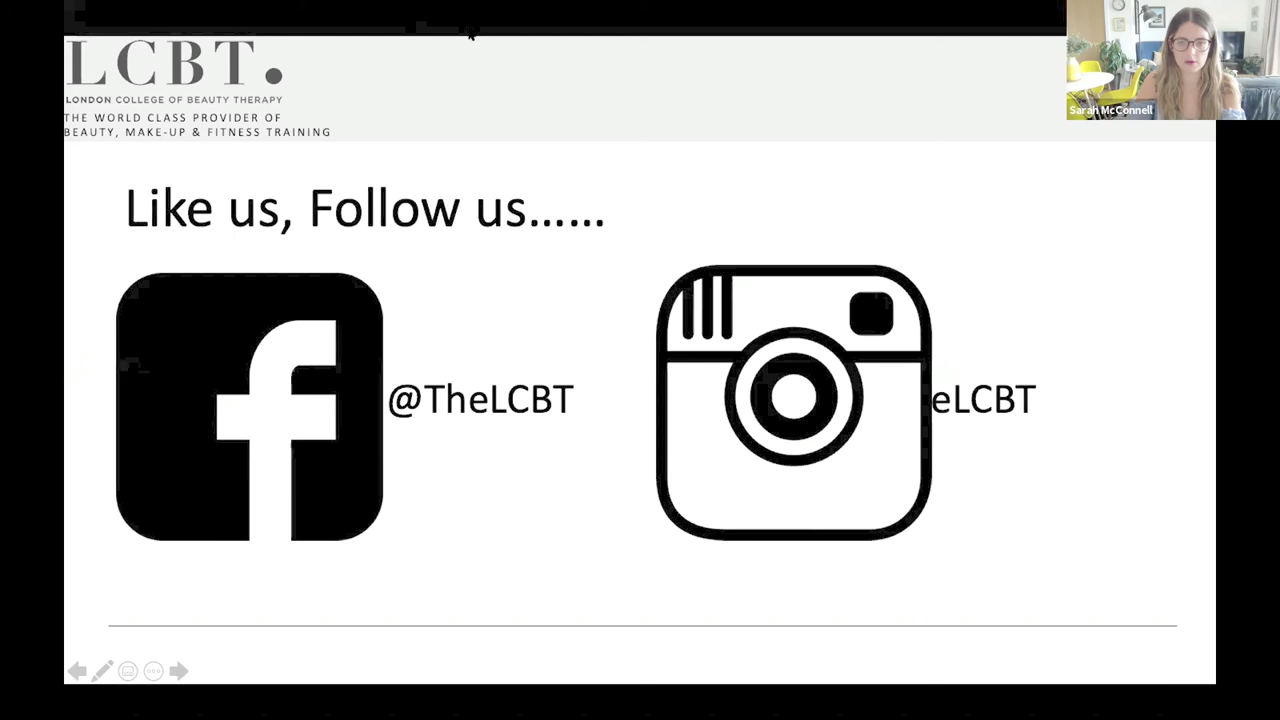 LCBT.
LONDON COLLEGE OF BEAUTY THERAPY
THE WORLD CLASS PROVIDER OF
BEAUTY, MAKE-UP & FITNESS TRAINING
Sarah McConnell
Like us, Follow us......
@TheLCBT
eLCBT